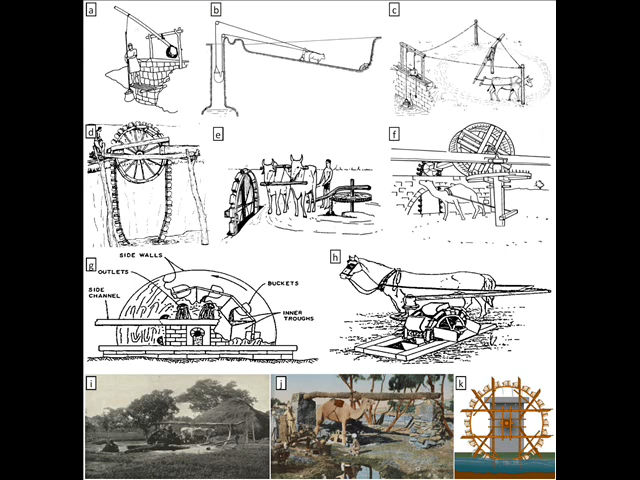 a
b
c
d
e
f
g
SIDE WALLS
OUTLETS
SIDE CHANNEL
BUCKETS
INNER TROUGHS
h
i
j
k